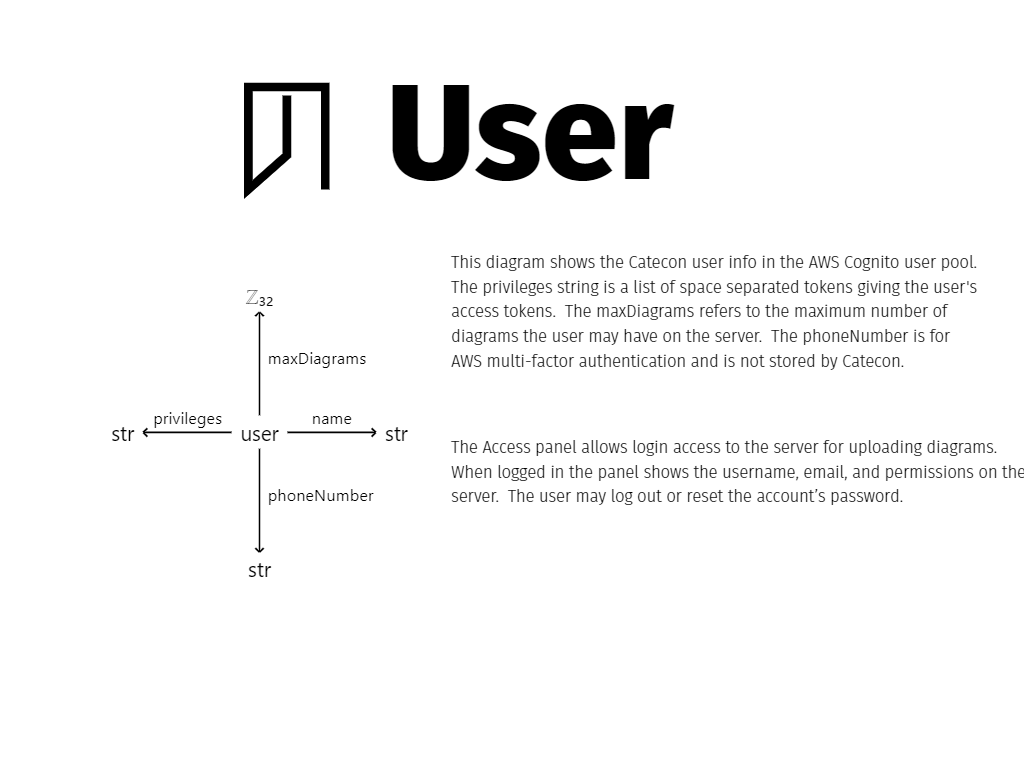 User
This diagram shows the Catecon user info in the AWS Cognito user pool.
The privileges string is a list of space separated tokens giving the user's
access tokens.  The maxDiagrams refers to the maximum number of
diagrams the user may have on the server.  The phoneNumber is for
AWS multi-factor authentication and is not stored by Catecon.
ℤ32
maxDiagrams
privileges
name
str
user
str
phoneNumber
str
The Access panel allows login access to the server for uploading diagrams.
When logged in the panel shows the username, email, and permissions on the
server.  The user may log out or reset the account’s password.